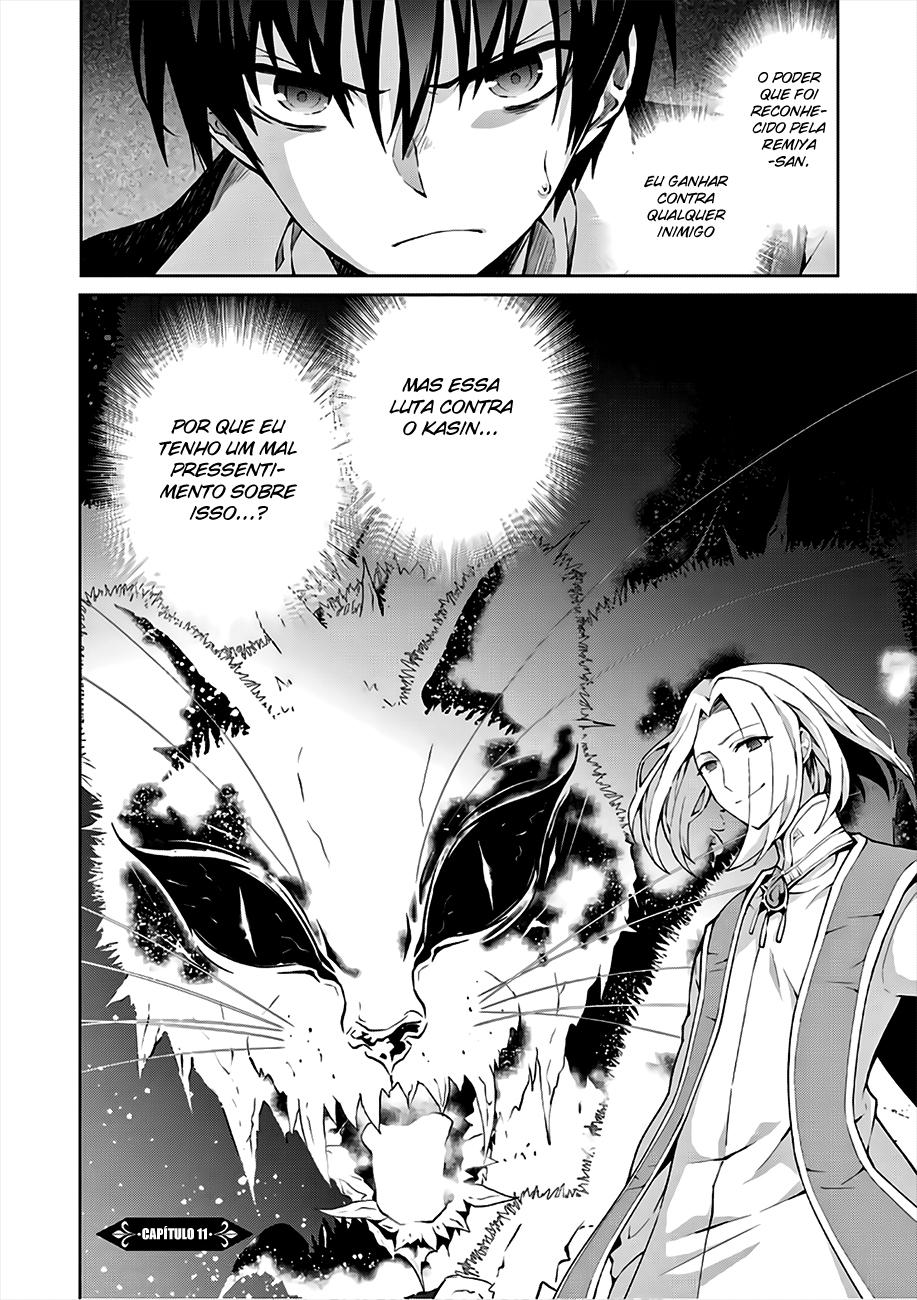 O PODER
QUE FOI
RECONHE-
CIDO PELA
REMIYA
-SAN.
EU GANHAR
CONTRA
QUALQUER
INIMIGO
MAS ESSA
LUTA CONTRA
O KASIN...
POR QUE EU
TENHO UM MAL
PRESSENTI-
MENTO SOBRE
ISSO...?
·CAPÍTULO 11·